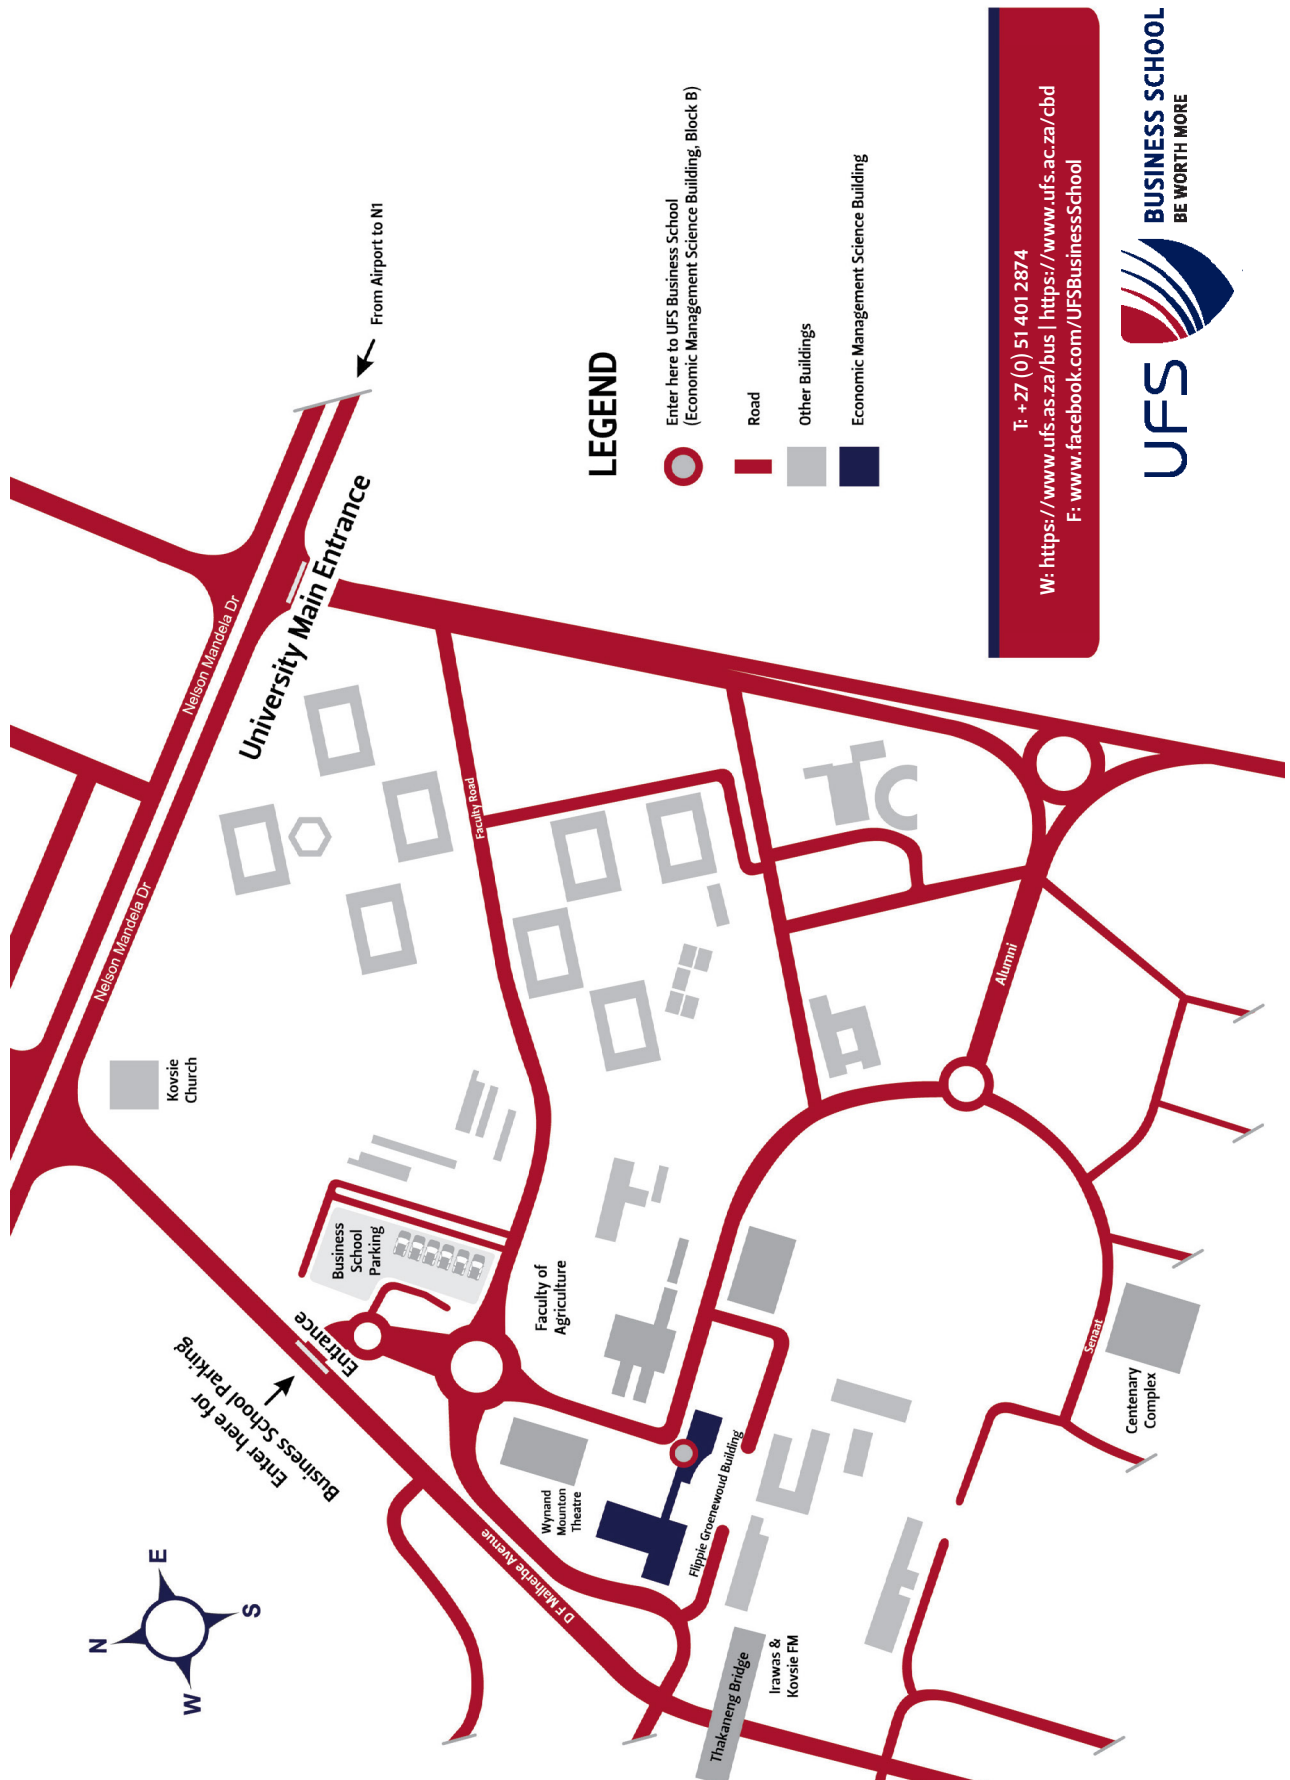 From Airport to N1
Nelson Mandela Dr
University Main Entrance
Nelson Mandela Dr
Faculty Road
Kovsie
Church
Business
School
Parking
Entrance
Enter here for
Business School Parking
Faculty of
Agriculture
Wynand
Mounton
Theatre
D F Malherbe Avenue
Flippie Groenewoud Building
Thakaneng Bridge
Irawas &
Kovsie FM
Alumni
Senaat
Centenary
Complex
N
E
S
W
LEGEND
Enter here to UFS Business School
(Economic Management Science Building, Block B)
Road
Other Buildings
Economic Management Science Building
T: +27 (0) 51 401 2874
W: https://www.ufs.as.za/bus | https://www.ufs.ac.za/cbd
F: www.facebook.com/UFSBusinessSchool
UFS
BUSINESS SCHOOL
BE WORTH MORE